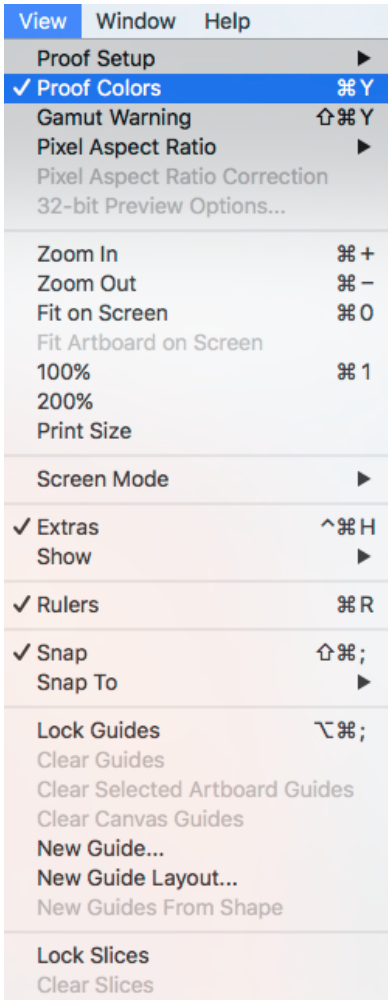 View Window Help
Proof Setup ▶
✓ Proof Colors ⌘Y
Gamut Warning ⇧⌘Y
Pixel Aspect Ratio ▶
Pixel Aspect Ratio Correction
32-bit Preview Options...
Zoom In ⌘+
Zoom Out ⌘−
Fit on Screen ⌘0
Fit Artboard on Screen
100% ⌘1
200%
Print Size
Screen Mode ▶
✓ Extras ^⌘H
Show ▶
✓ Rulers ⌘R
✓ Snap ⇧⌘;
Snap To ▶
Lock Guides ⌥⌘;
Clear Guides
Clear Selected Artboard Guides
Clear Canvas Guides
New Guide...
New Guide Layout...
New Guides From Shape
Lock Slices
Clear Slices